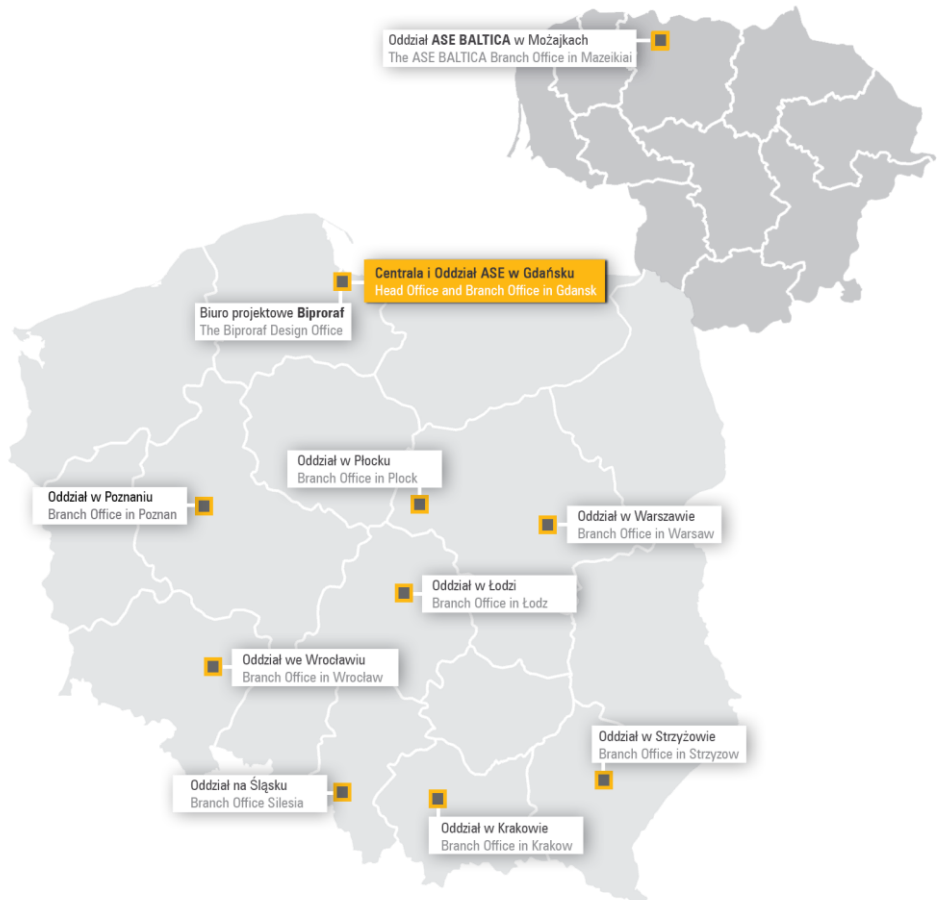 Oddział ASE BALTICA w Możajkach
The ASE BALTICA Branch Office in Mazeikiai
Centrala i Oddział ASE w Gdańsku
Head Office and Branch Office in Gdansk
Biuro projektowe Biproraf
The Biproraf Design Office
Oddział w Płocku
Branch Office in Plock
Oddział w Poznaniu
Branch Office in Poznan
Oddział w Warszawie
Branch Office in Warsaw
Oddział w Łodzi
Branch Office in Łodz
Oddział we Wrocławiu
Branch Office in Wrocław
Oddział w Strzyżowie
Branch Office in Strzyzow
Oddział na Śląsku
Branch Office Silesia
Oddział w Krakowie
Branch Office in Krakow